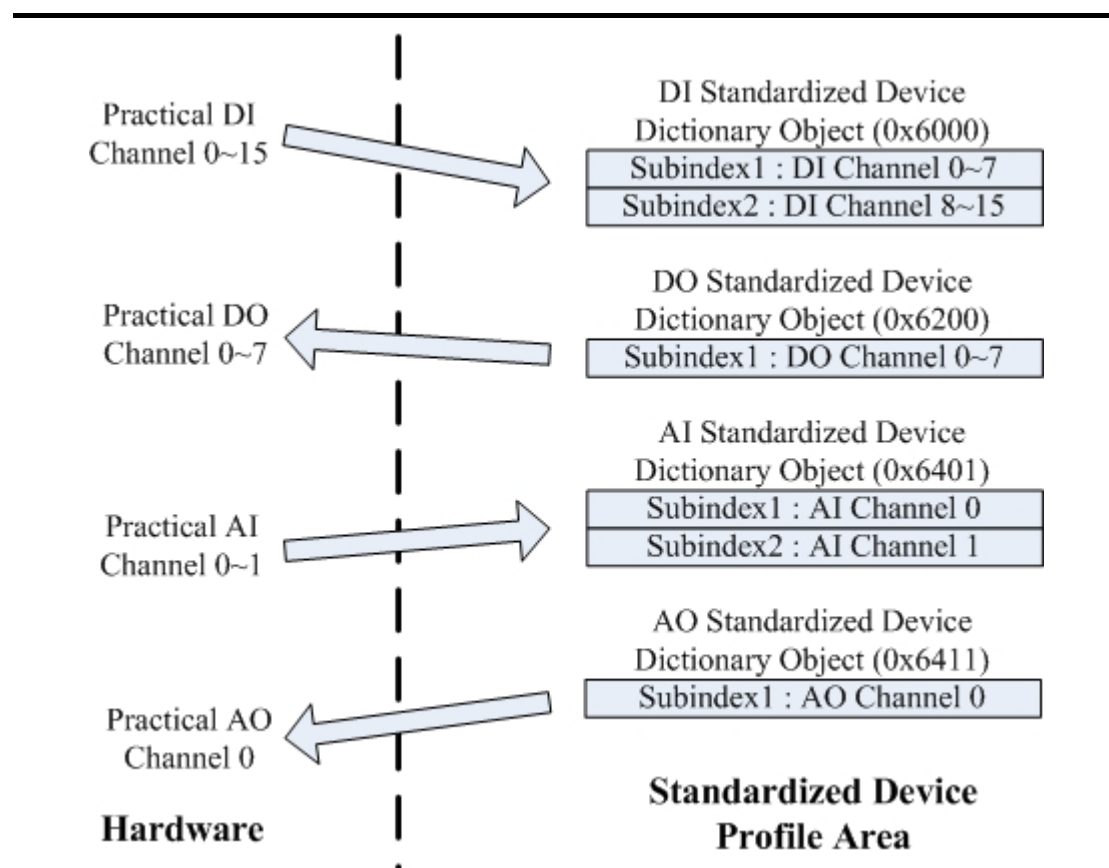 Practical DI
Channel 0~15
DI Standardized Device
Dictionary Object (0x6000)
Subindex1 : DI Channel 0~7
Subindex2 : DI Channel 8~15
Practical DO
Channel 0~7
DO Standardized Device
Dictionary Object (0x6200)
Subindex1 : DO Channel 0~7
Practical AI
Channel 0~1
AI Standardized Device
Dictionary Object (0x6401)
Subindex1 : AI Channel 0
Subindex2 : AI Channel 1
Practical AO
Channel 0
AO Standardized Device
Dictionary Object (0x6411)
Subindex1 : AO Channel 0
Hardware
Standardized Device
Profile Area